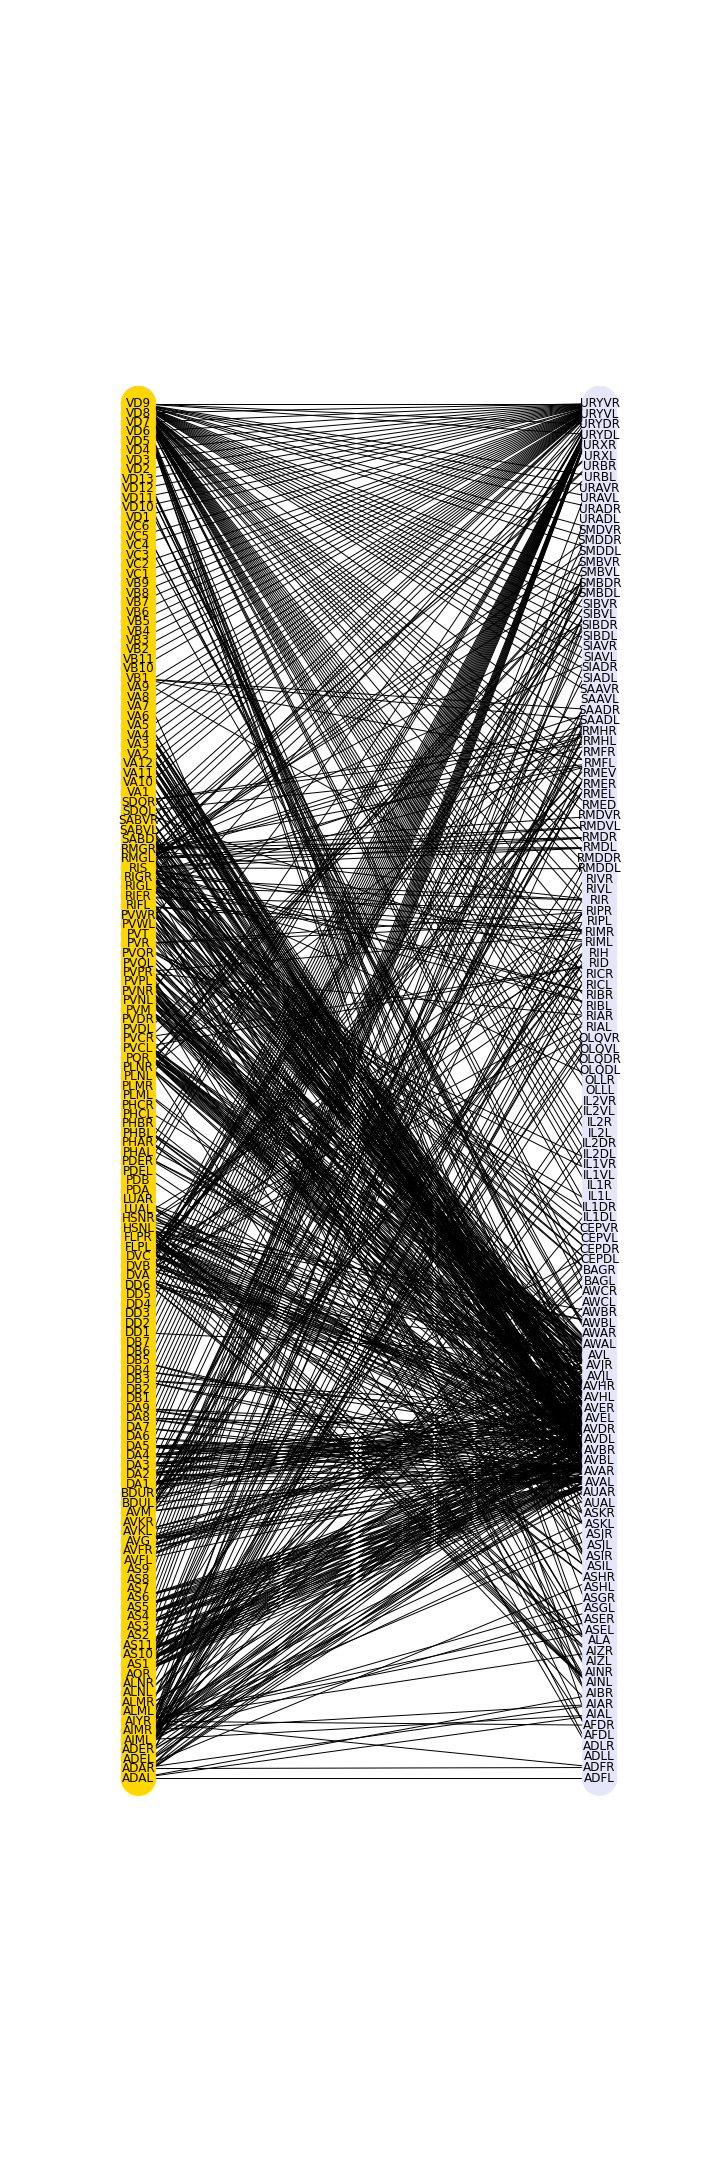 VD9
VD8
VD7
VD6
VD5
VD4
VD3
VD2
VD13
VD12
VD11
VD10
VD1
VC6
VC5
VC4
VC3
VC2
VC1
VB9
VB8
VB7
VB6
VB5
VB4
VB3
VB2
VB11
VB10
VB1
VA9
VA8
VA7
VA6
VA5
VA4
VA3
VA2
VA12
VA11
VA10
VA1
SDQR
SDQL
SABVR
SABVL
SABD
RMGR
RMGL
RIS
RIGR
RIGL
RIFR
RIFL
PVWR
PVWL
PVT
PVR
PVQR
PVQL
PVPR
PVPL
PVNR
PVNL
PVM
PVDR
PVDL
PVCR
PVCL
PQR
PLNR
PLNL
PLMR
PLML
PHCR
PHCL
PHBR
PHBL
PHAR
PHAL
PDER
PDEL
PDB
PDA
LUAR
LUAL
HSNR
HSNL
FLPR
FLPL
DVC
DVB
DVA
DD6
DD5
DD4
DD3
DD2
DD1
DB7
DB6
DB5
DB4
DB3
DB2
DB1
DA9
DA8
DA7
DA6
DA5
DA4
DA3
DA2
DA1
BDUR
BDUL
AVM
AVKR
AVKL
AVG
AVFR
AVFL
AS9
AS8
AS7
AS6
AS5
AS4
AS3
AS2
AS11
AS10
AS1
AQR
ALNR
ALNL
ALMR
ALML
AIYR
AIMR
AIML
ADER
ADEL
ADAR
ADAL
URYVR
URYVL
URYDR
URYDL
URXR
URXL
URBR
URBL
URAVR
URAVL
URADR
URADL
SMDVR
SMDDR
SMDDL
SMBVR
SMBVL
SMBDR
SMBDL
SIBVR
SIBVL
SIBDR
SIBDL
SIAVR
SIAVL
SIADR
SIADL
SAAVR
SAAVL
SAADR
SAADL
RMHR
RMHL
RMFR
RMFL
RMEV
RMER
RMEL
RMED
RMDVR
RMDVL
RMDR
RMDL
RMDDR
RMDDL
RIVR
RIVL
RIR
RIPR
RIPL
RIMR
RIML
RIH
RID
RICR
RICL
RIBR
RIBL
RIAR
RIAL
OLQVR
OLQVL
OLQDR
OLQDL
OLLR
OLLL
IL2VR
IL2VL
IL2R
IL2L
IL2DR
IL2DL
IL1VR
IL1VL
IL1R
IL1L
IL1DR
IL1DL
CEPVR
CEPVL
CEPDR
CEPDL
BAGR
BAGL
AWCR
AWCL
AWBR
AWBL
AWAR
AWAL
AVL
AVJR
AVJL
AVHR
AVHL
AVER
AVEL
AVDR
AVDL
AVBR
AVBL
AVAR
AVAL
AUAR
AUAL
ASKR
ASKL
ASJR
ASJL
ASIR
ASIL
ASHR
ASHL
ASGR
ASGL
ASER
ASEL
ALA
AIZR
AIZL
AINR
AINL
AIBR
AIAR
AIAL
AFDR
AFDL
ADLR
ADLL
ADFR
ADFL